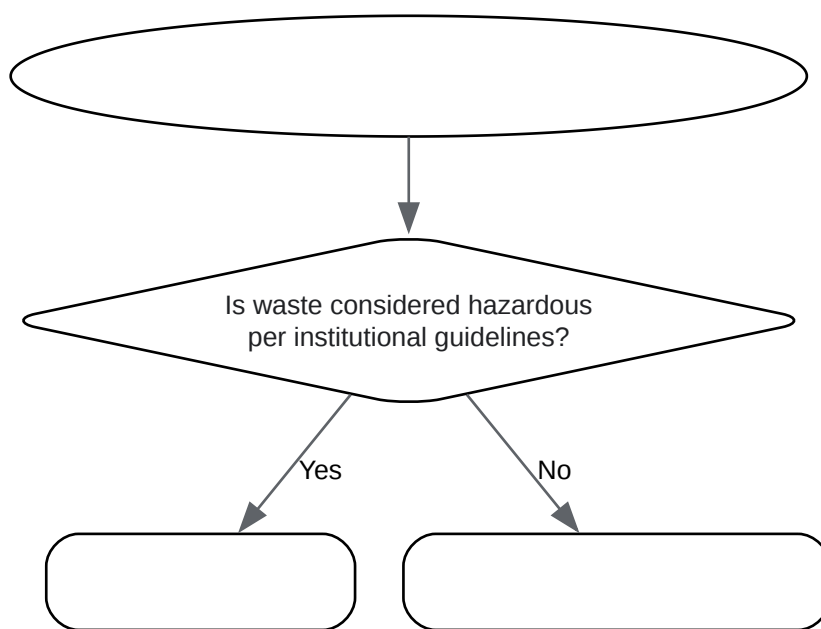 Is waste considered hazardous
per institutional guidelines?
Yes
No